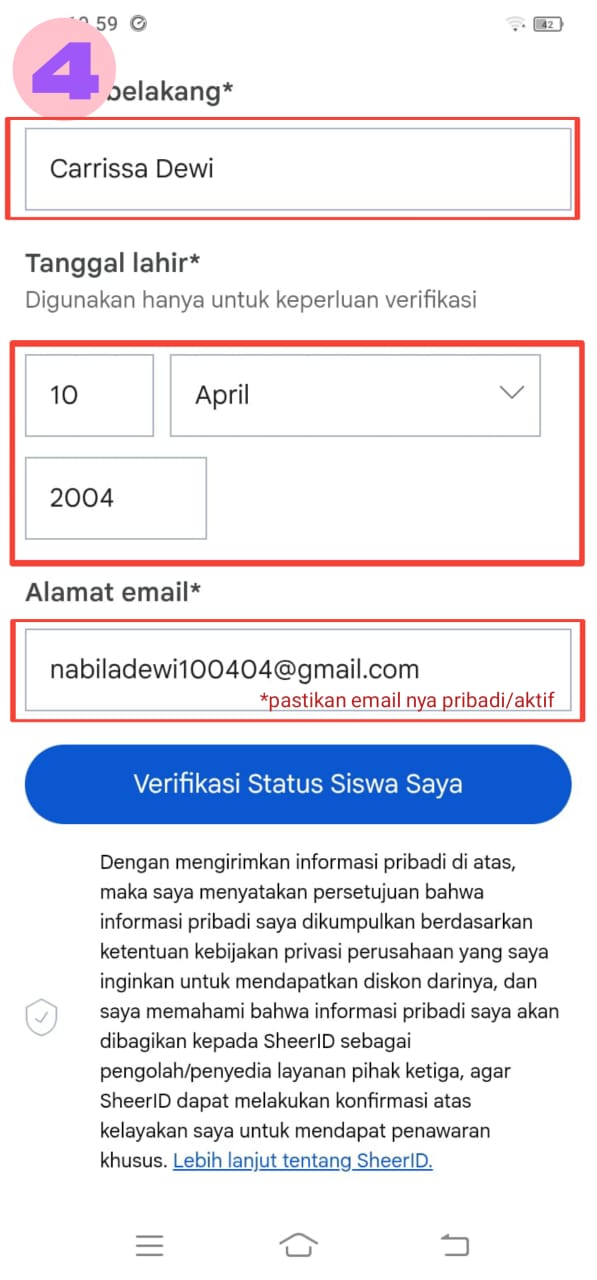 59
42
4
belakang*
Carrissa Dewi
Tanggal lahir*
Digunakan hanya untuk keperluan verifikasi
10
April
2004
Alamat email*
nabiladewi100404@gmail.com
*pastikan email nya pribadi/aktif
Verifikasi Status Siswa Saya
Dengan mengirimkan informasi pribadi di atas,
maka saya menyatakan persetujuan bahwa
informasi pribadi saya dikumpulkan berdasarkan
ketentuan kebijakan privasi perusahaan yang saya
inginkan untuk mendapatkan diskon darinya, dan
saya memahami bahwa informasi pribadi saya akan
dibagikan kepada SheerID sebagai
pengolah/penyedia layanan pihak ketiga, agar
SheerID dapat melakukan konfirmasi atas
kelayakan saya untuk mendapat penawaran
khusus. Lebih lanjut tentang SheerID.